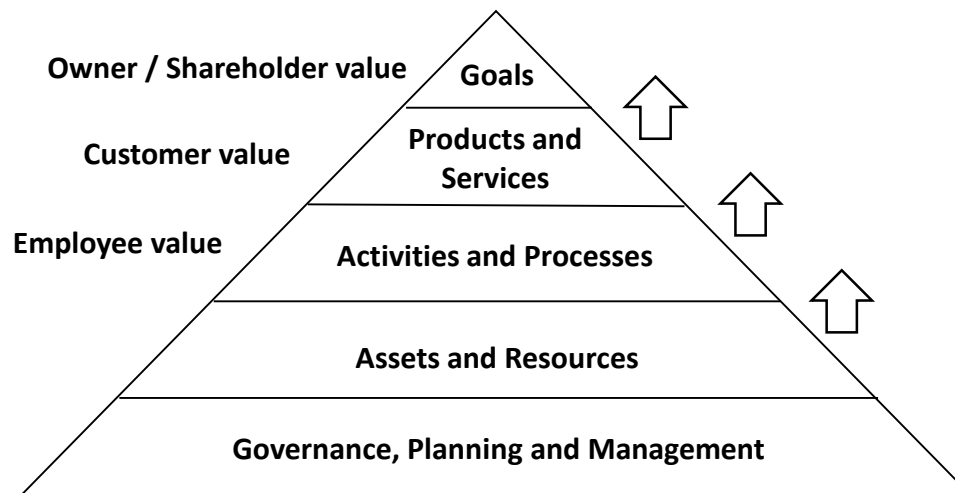 Owner / Shareholder value
Goals
Customer value
Products and
Services
Employee value
Activities and Processes
Assets and Resources
Governance, Planning and Management